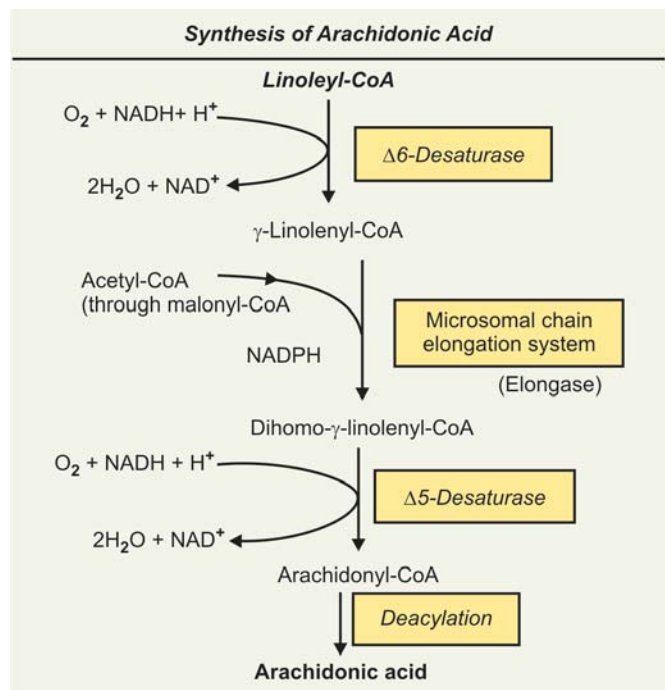 Synthesis of Arachidonic Acid
Linoleyl-CoA
O₂ + NADH+ H⁺
Δ6-Desaturase
2H₂O + NAD⁺
γ-Linolenyl-CoA
Acetyl-CoA
(through malonyl-CoA
Microsomal chain
elongation system
NADPH
(Elongase)
Dihomo-γ-linolenyl-CoA
O₂ + NADH + H⁺
Δ5-Desaturase
2H₂O + NAD⁺
Arachidonyl-CoA
Deacylation
Arachidonic acid